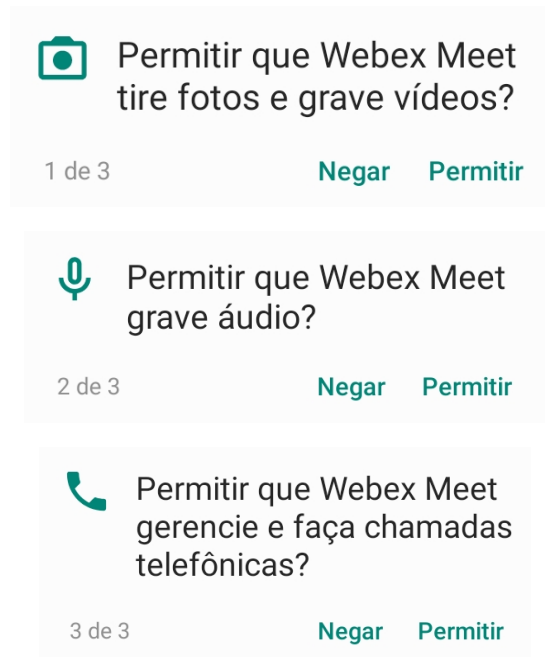 Permitir que Webex Meet
tire fotos e grave vídeos?
1 de 3 Negar Permitir
Permitir que Webex Meet
grave áudio?
2 de 3 Negar Permitir
Permitir que Webex Meet
gerencie e faça chamadas
telefônicas?
3 de 3 Negar Permitir